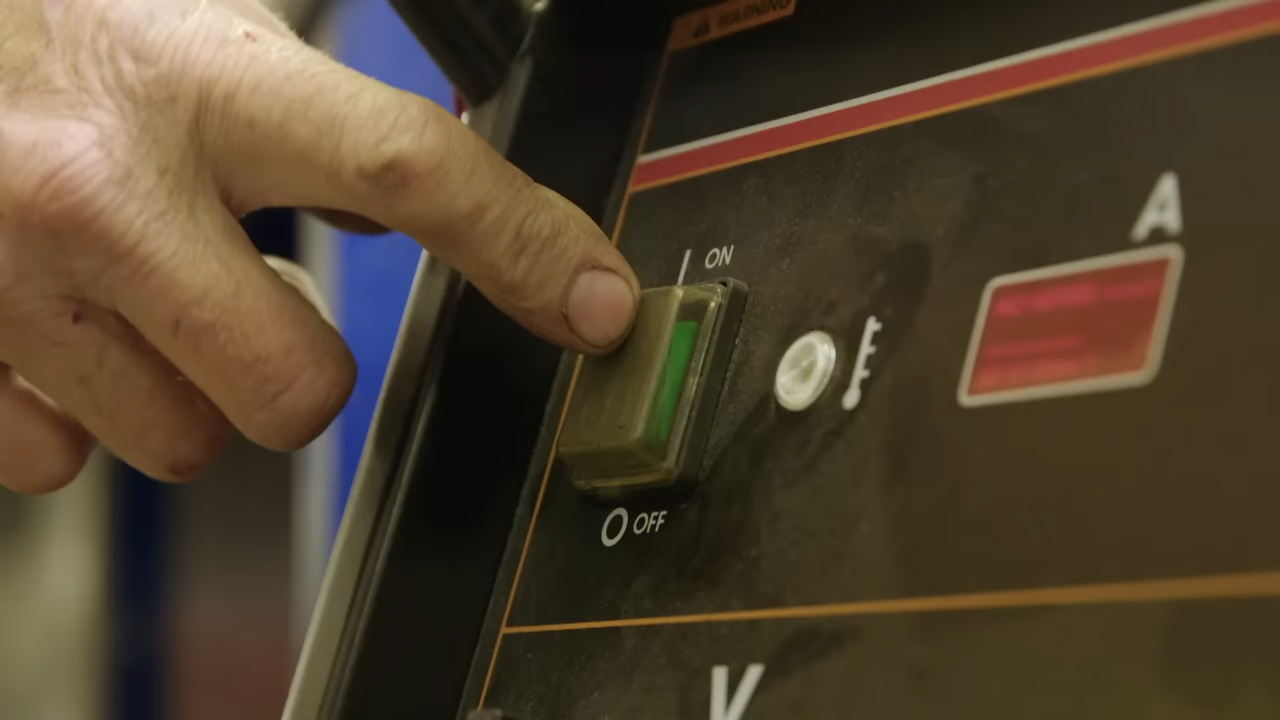 WARNING
| ON
A
O OFF
V